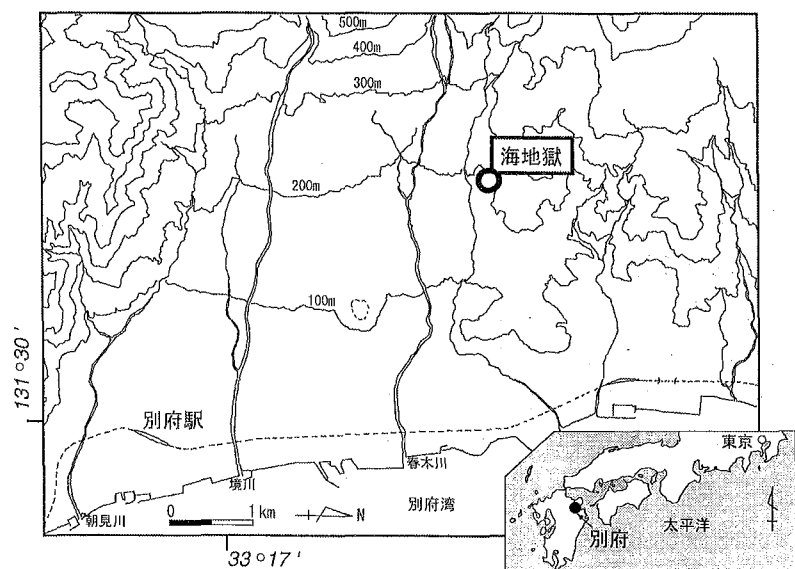 500m
400m
300m
海地獄
200m
100m
131°30′
別府駅
東京
春木川
境川
別府湾
太平洋
朝見川
0 1 km
N
別府
33°17′